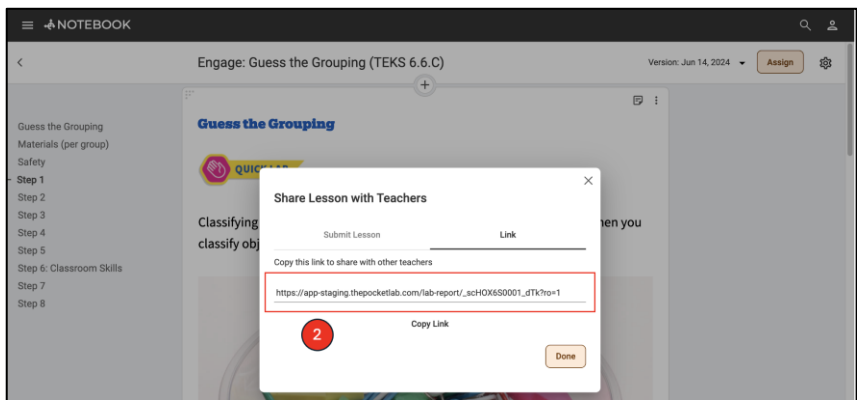 NOTEBOOK
Engage: Guess the Grouping (TEKS 6.6.C)
Version: Jun 14, 2024
Assign
Guess the Grouping
Materials (per group)
Safety
Step 1
Step 2
Step 3
Step 4
Step 5
Step 6: Classroom Skills
Step 7
Step 8
Guess the Grouping
Classifying
classify obj
hen you
Share Lesson with Teachers
Submit Lesson
Link
Copy this link to share with other teachers
https://app-staging.thepocketlab.com/lab-report/_scHOX6S0001_dTk?ro=1
2
Copy Link
Done